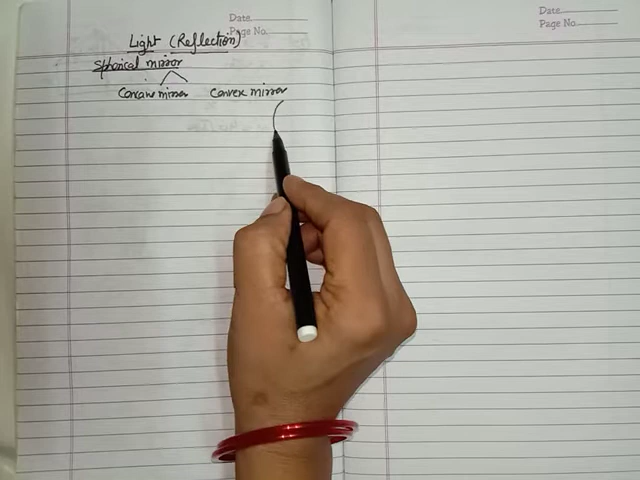 Date
Page No.
Date
Page No.
Light (Reflection)
Spherical mirror
Concave mirror Convex mirror